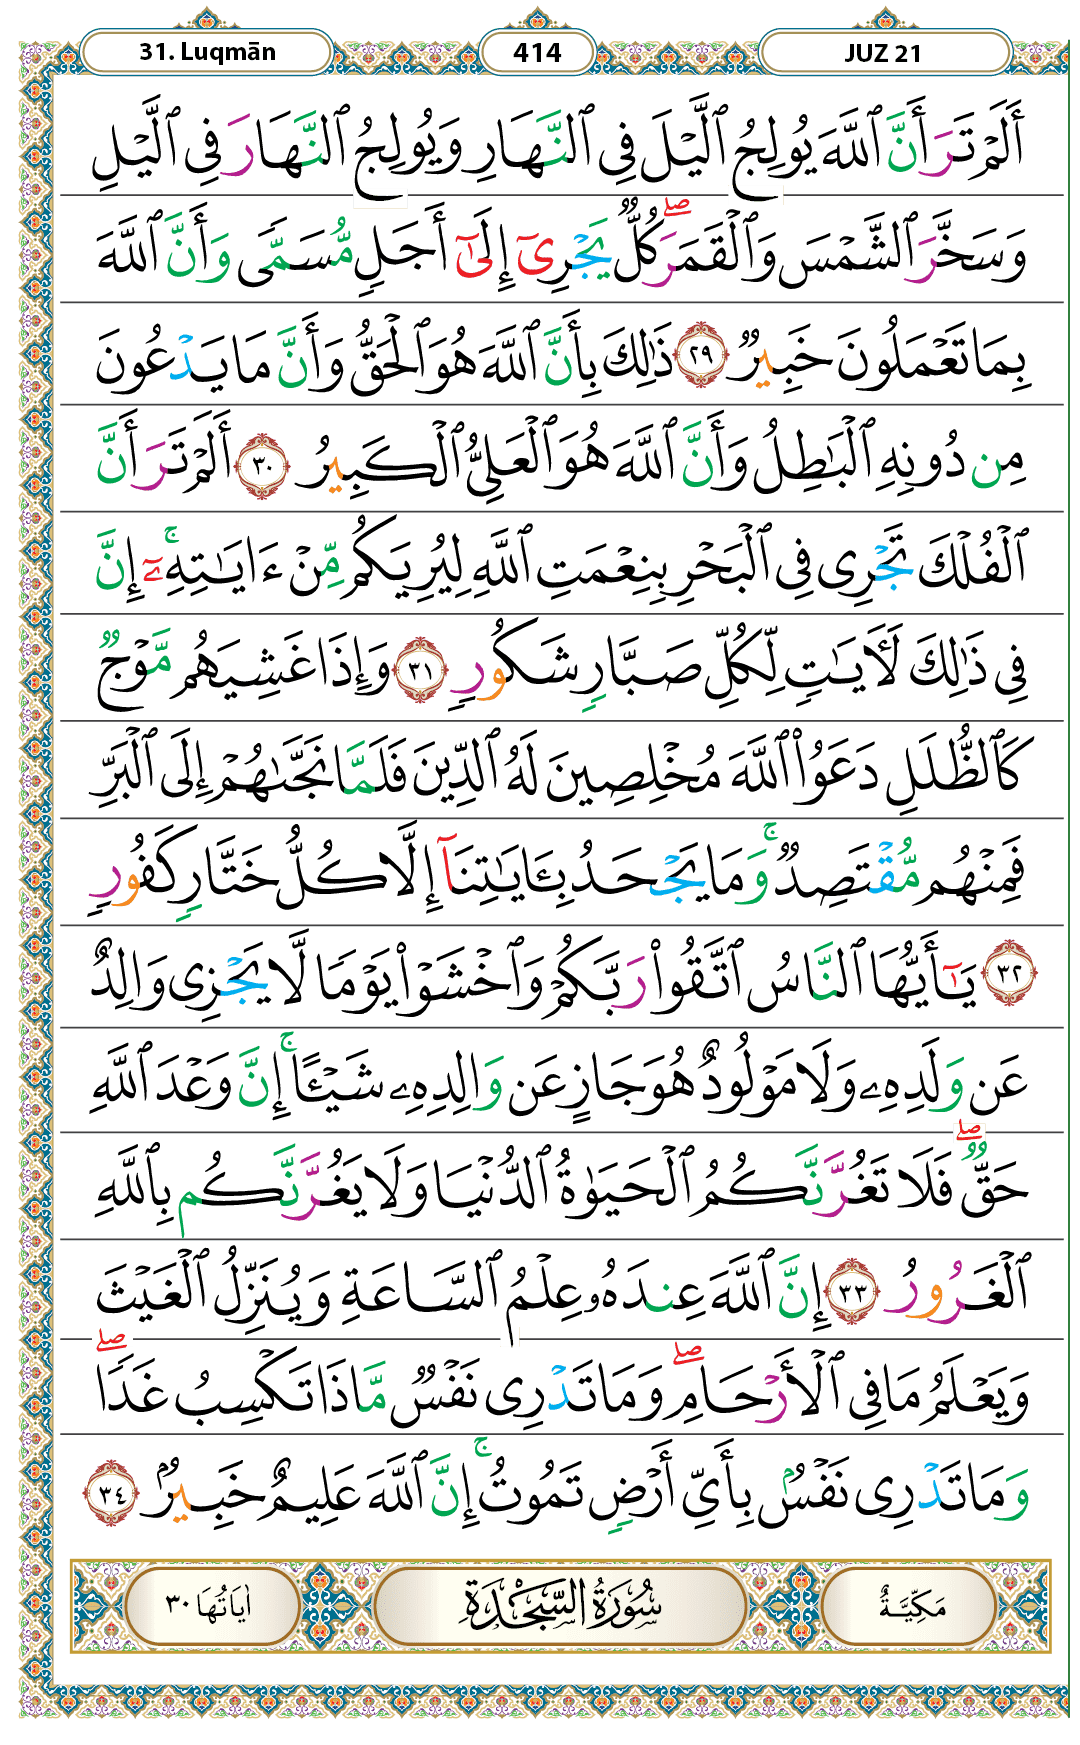 31. Luqmān 414 JUZ 21
أَلَمْ تَرَ أَنَّ ٱللَّهَ يُولِجُ ٱلَّيْلَ فِى ٱلنَّهَارِ وَيُولِجُ ٱلنَّهَارَ فِى ٱلَّيْلِ
وَسَخَّرَ ٱلشَّمْسَ وَٱلْقَمَرَ ۖ كُلٌّ يَجْرِىٓ إِلَىٰٓ أَجَلٍ مُّسَمًّى وَأَنَّ ٱللَّهَ
بِمَا تَعْمَلُونَ خَبِيرٌ ٢٩ ذَٰلِكَ بِأَنَّ ٱللَّهَ هُوَ ٱلْحَقُّ وَأَنَّ مَا يَدْعُونَ
مِن دُونِهِ ٱلْبَـٰطِلُ وَأَنَّ ٱللَّهَ هُوَ ٱلْعَلِىُّ ٱلْكَبِيرُ ٣٠ أَلَمْ تَرَ أَنَّ
ٱلْفُلْكَ تَجْرِى فِى ٱلْبَحْرِ بِنِعْمَتِ ٱللَّهِ لِيُرِيَكُم مِّنْ ءَايَـٰتِهِۦٓ ۚ إِنَّ
فِى ذَٰلِكَ لَـَٔايَـٰتٍ لِّكُلِّ صَبَّارٍ شَكُورٍ ٣١ وَإِذَا غَشِيَهُم مَّوْجٌ
كَٱلظُّلَلِ دَعَوُا۟ ٱللَّهَ مُخْلِصِينَ لَهُ ٱلدِّينَ فَلَمَّا نَجَّىٰهُمْ إِلَى ٱلْبَرِّ
فَمِنْهُم مُّقْتَصِدٌ ۚ وَمَا يَجْحَدُ بِـَٔايَـٰتِنَآ إِلَّا كُلُّ خَتَّارٍ كَفُورٍ
٣٢ يَـٰٓأَيُّهَا ٱلنَّاسُ ٱتَّقُوا۟ رَبَّكُمْ وَٱخْشَوْا۟ يَوْمًا لَّا يَجْزِى وَالِدٌ
عَن وَلَدِهِۦ وَلَا مَوْلُودٌ هُوَ جَازٍ عَن وَالِدِهِۦ شَيْـًٔا ۚ إِنَّ وَعْدَ ٱللَّهِ
حَقٌّ ۖ فَلَا تَغُرَّنَّكُمُ ٱلْحَيَوٰةُ ٱلدُّنْيَا وَلَا يَغُرَّنَّكُم بِٱللَّهِ
ٱلْغَرُورُ ٣٣ إِنَّ ٱللَّهَ عِندَهُۥ عِلْمُ ٱلسَّاعَةِ وَيُنَزِّلُ ٱلْغَيْثَ
وَيَعْلَمُ مَا فِى ٱلْأَرْحَامِ ۖ وَمَا تَدْرِى نَفْسٌ مَّاذَا تَكْسِبُ غَدًا ۖ
وَمَا تَدْرِى نَفْسٌۢ بِأَىِّ أَرْضٍ تَمُوتُ ۚ إِنَّ ٱللَّهَ عَلِيمٌ خَبِيرٌۢ ٣٤
مَكِّيَّةٌ سُورَةُ السَّجْدَةِ اٰيَاتُهَا ٣٠